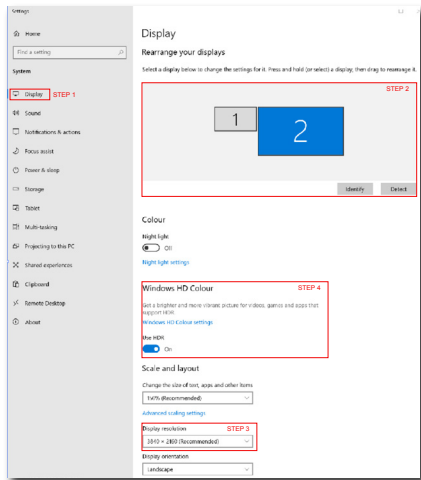 Settings
Home
Find a setting
System
Display STEP 1
Sound
Notifications & actions
Focus assist
Power & sleep
Storage
Tablet
Multi-tasking
Projecting to this PC
Shared experiences
Clipboard
Remote Desktop
About
Display
Rearrange your displays
Select a display below to change the settings for it. Press and hold (or select) a display, then drag to rearrange it.
STEP 2
1
2
Identify Detect
Colour
Night light
Off
Night light settings
Windows HD Colour STEP 4
Get a brighter and more vibrant picture for videos, games and apps that
support HDR.
Windows HD Colour settings
Use HDR
On
Scale and layout
Change the size of text, apps and other items
150% (Recommended)
Advanced scaling settings
Display resolution STEP 3
3840 × 2160 (Recommended)
Display orientation
Landscape